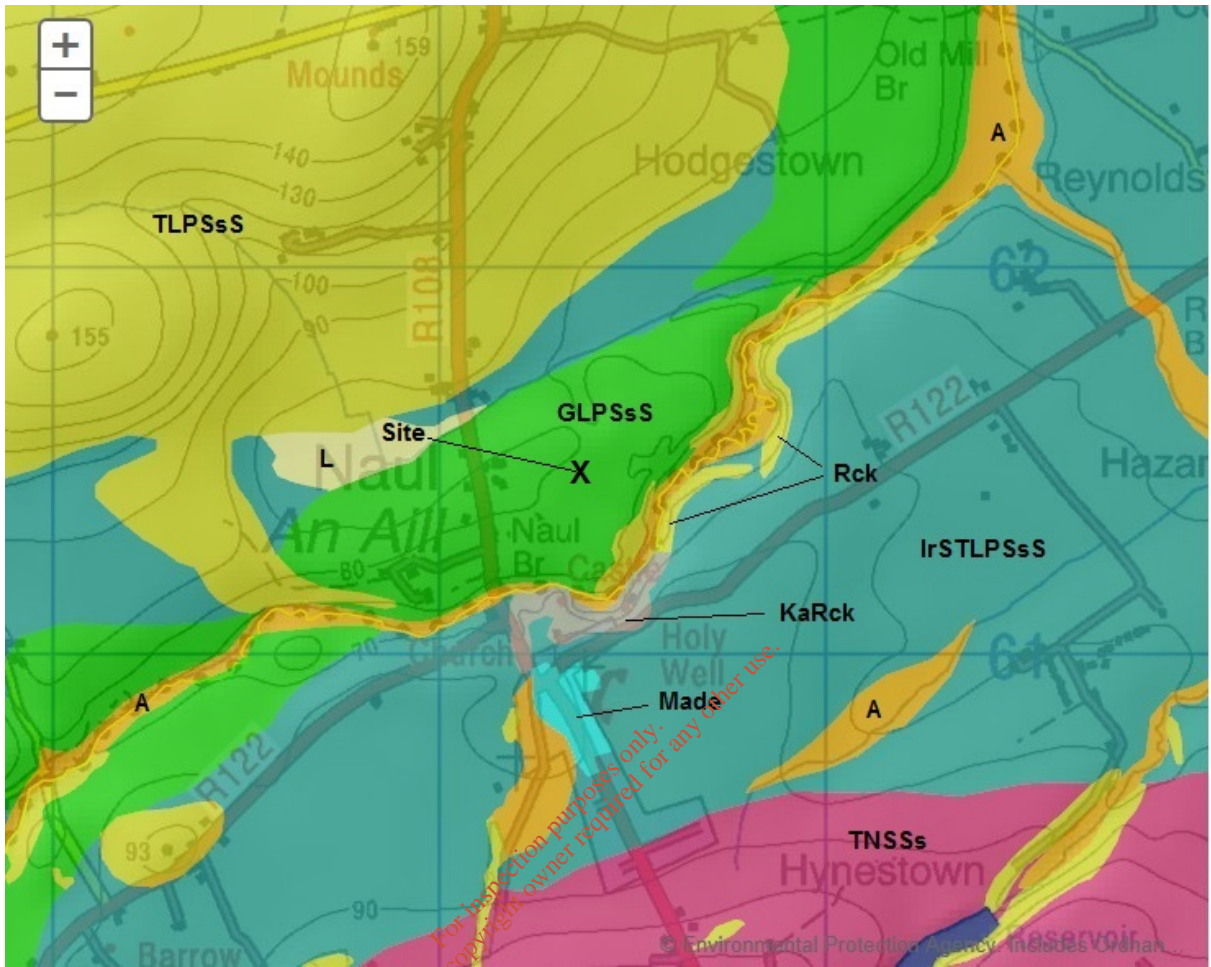 +
−
159
Mounds
Old Mill
Br
A
140
130
Hodgestown
Reynolds
TLPSsS
R108
62
100
90
155
R
B
GLPSsS
R122
Site
X
L
Naul
Rck
Hazar
An Aill
Naul
Br
Castle
IrSTLPSsS
80
KaRck
Church
Holy
Well
61
70
A
Made
A
R122
93
TNSSs
Hynestown
90
Reservoir
Barrow
For inspection purposes only.
copyright owner required for any other use.
© Environmental Protection Agency. Includes Ordnan...